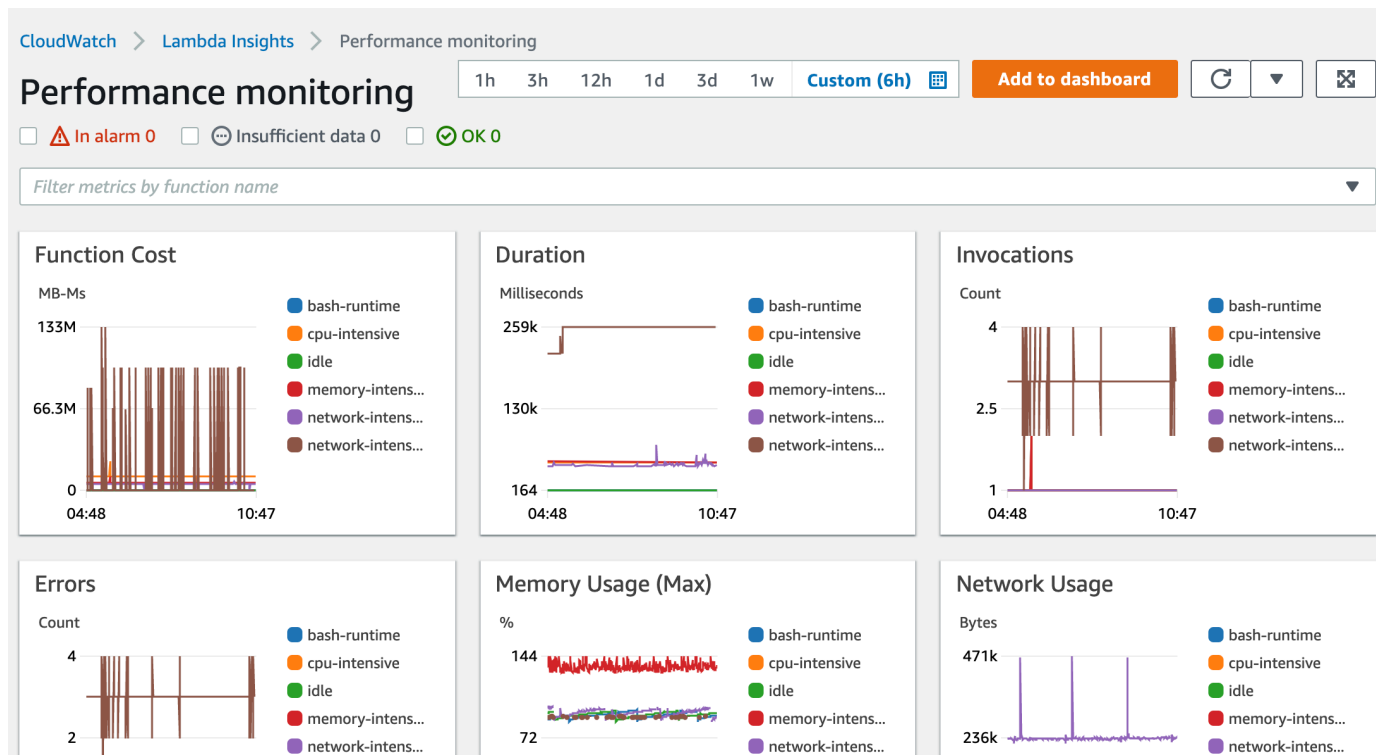 CloudWatch > Lambda Insights > Performance monitoring
Performance monitoring
1h 3h 12h 1d 3d 1w Custom (6h)
Add to dashboard
In alarm 0 Insufficient data 0 OK 0
Filter metrics by function name
Function Cost
MB-Ms
133M
66.3M
0
04:48 10:47
bash-runtime
cpu-intensive
idle
memory-intens...
network-intens...
network-intens...
Duration
Milliseconds
259k
130k
164
04:48 10:47
bash-runtime
cpu-intensive
idle
memory-intens...
network-intens...
network-intens...
Invocations
Count
4
2.5
1
04:48 10:47
bash-runtime
cpu-intensive
idle
memory-intens...
network-intens...
network-intens...
Errors
Count
4
2
bash-runtime
cpu-intensive
idle
memory-intens...
network-intens...
Memory Usage (Max)
%
144
72
bash-runtime
cpu-intensive
idle
memory-intens...
network-intens...
Network Usage
Bytes
471k
236k
bash-runtime
cpu-intensive
idle
memory-intens...
network-intens...